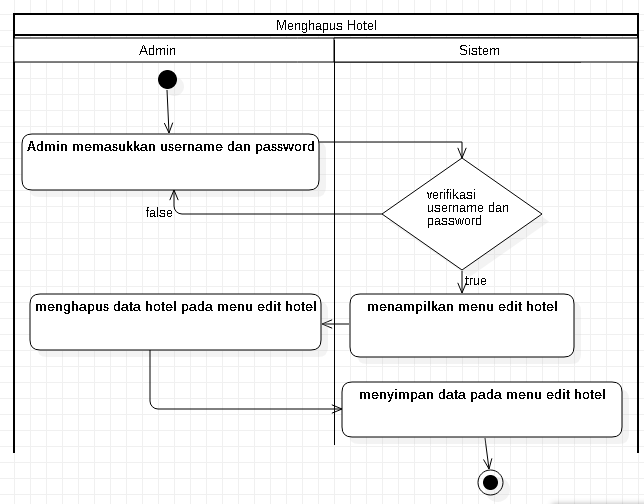 Menghapus Hotel
Admin
Sistem
Admin memasukkan username dan password
verifikasi
username dan
password
false
true
menghapus data hotel pada menu edit hotel
menampilkan menu edit hotel
menyimpan data pada menu edit hotel